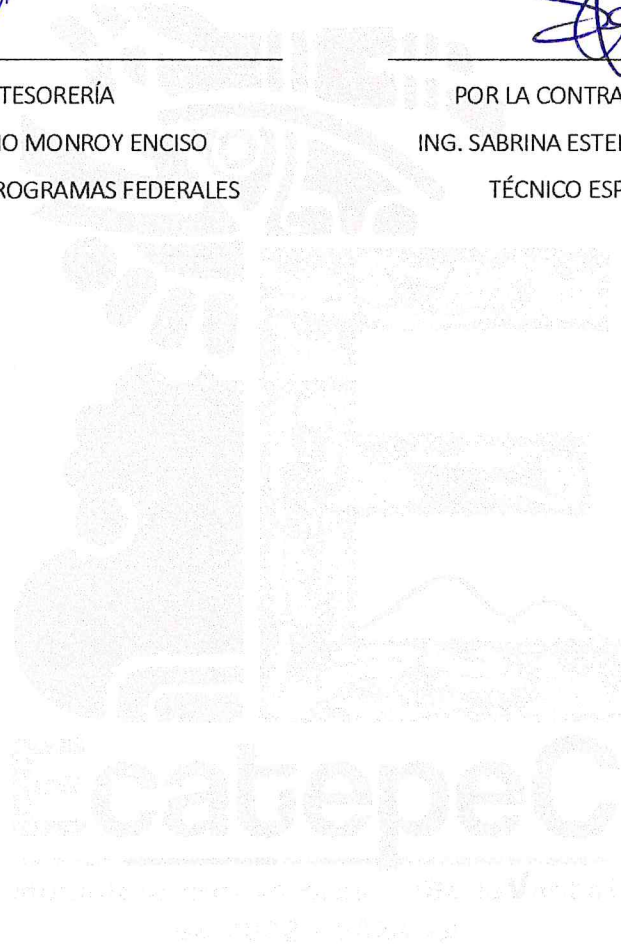 TESORERÍA
POR LA CONTRA
IO MONROY ENCISO
ING. SABRINA ESTE
ROGRAMAS FEDERALES
TÉCNICO ESP
EcatepeC